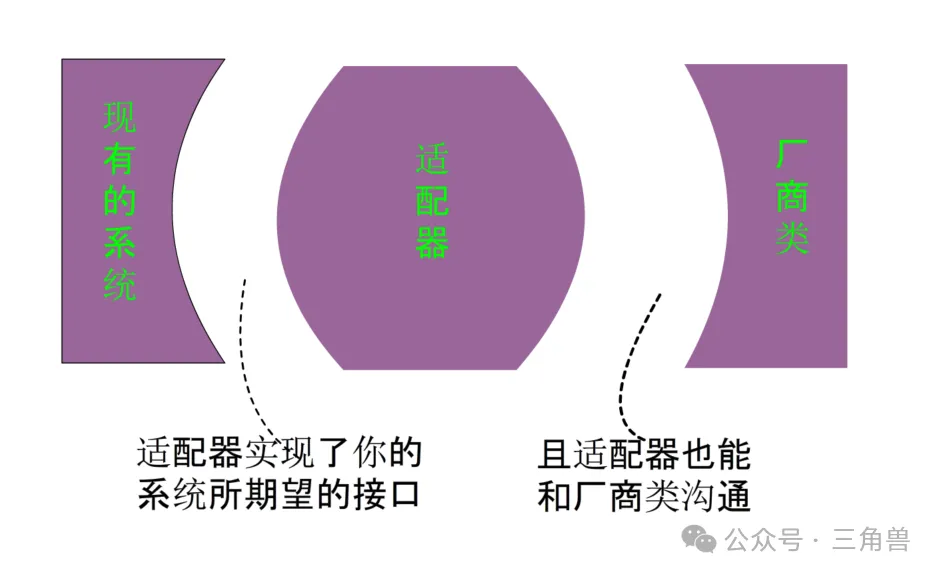 现有的系统
适配器
厂商类
适配器实现了你的
系统所期望的接口
且适配器也能
和厂商类沟通
公众号·三角兽